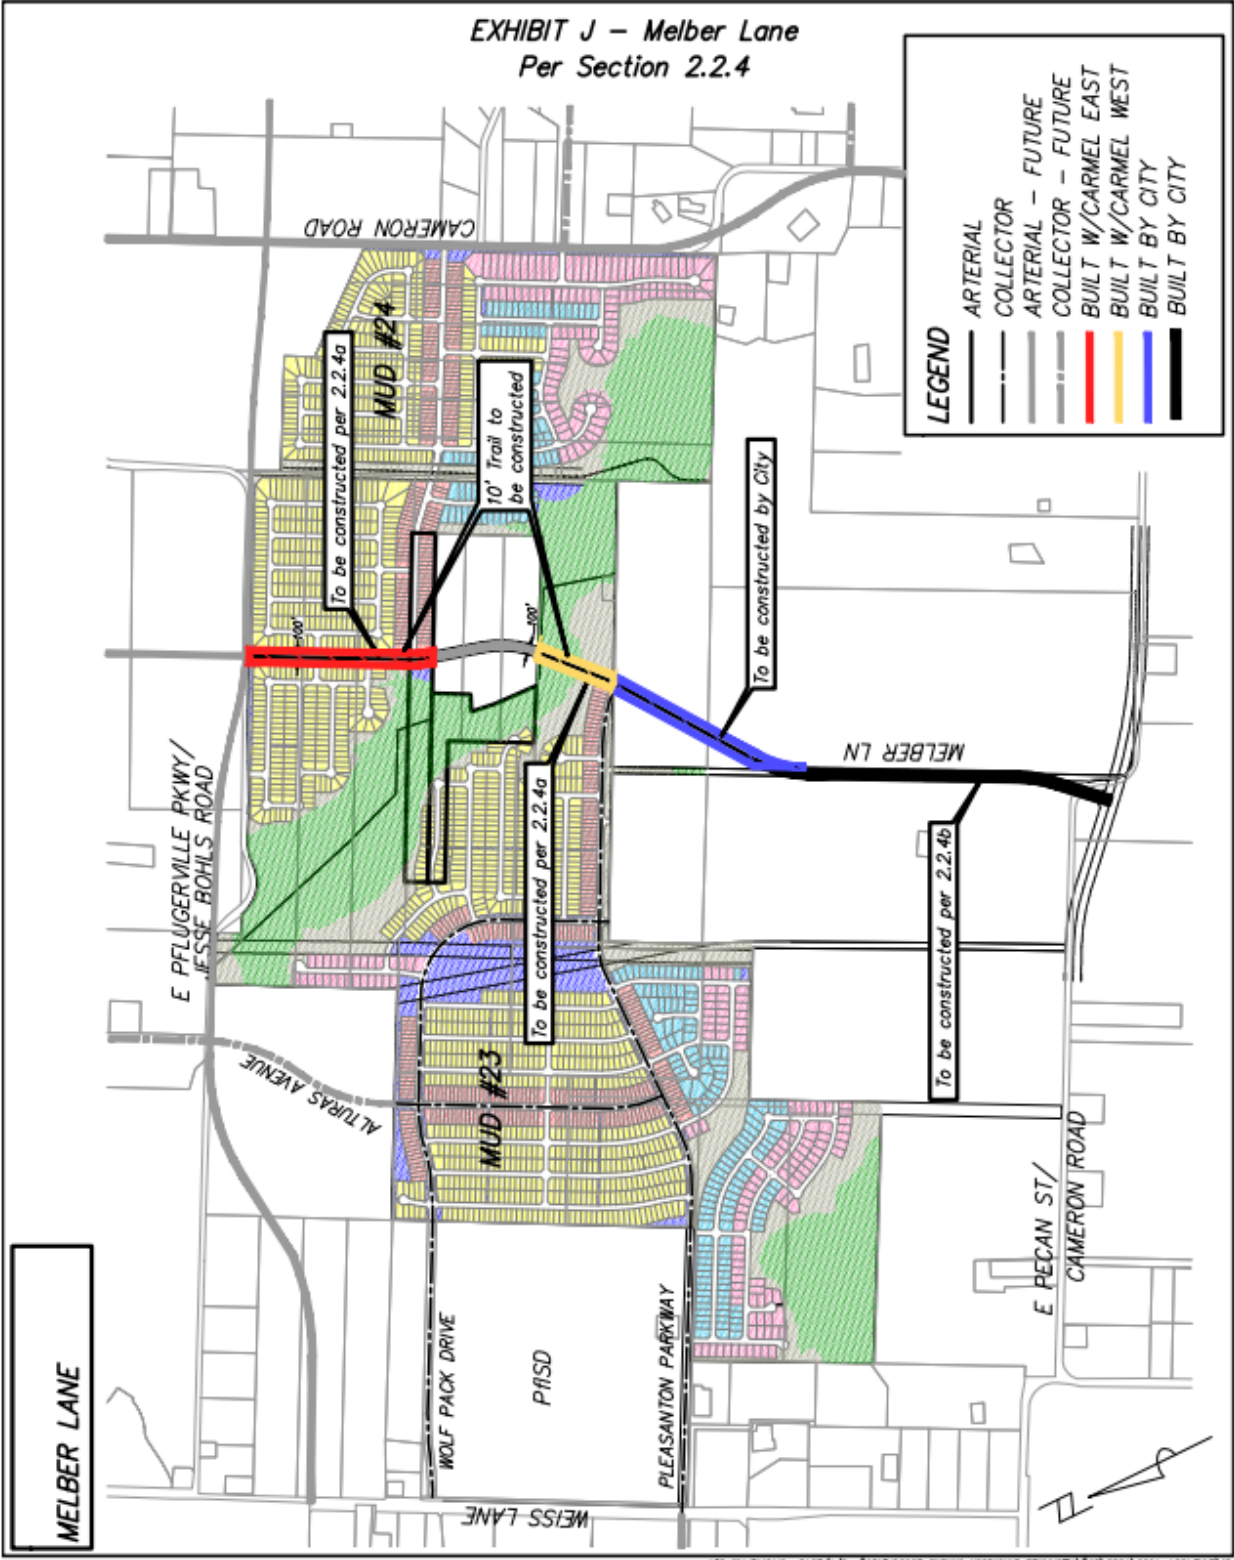 EXHIBIT J – Melber Lane
Per Section 2.2.4
LEGEND
ARTERIAL
COLLECTOR
ARTERIAL – FUTURE
COLLECTOR – FUTURE
BUILT W/CARMEL EAST
BUILT W/CARMEL WEST
BUILT BY CITY
BUILT BY CITY
CAMERON ROAD
MUD #24
To be constructed per 2.2.4a
10' Trail to
be constructed
100'
100'
To be constructed by City
MELBER LN
E PFLUGERVILLE PKWY/
JESSE BOHLS ROAD
To be constructed per 2.2.4a
To be constructed per 2.2.4b
ALTURAS AVENUE
MUD #23
E PECAN ST/
CAMERON ROAD
WOLF PACK DRIVE
PfISD
PLEASANTON PARKWAY
WEISS LANE
MELBER LANE